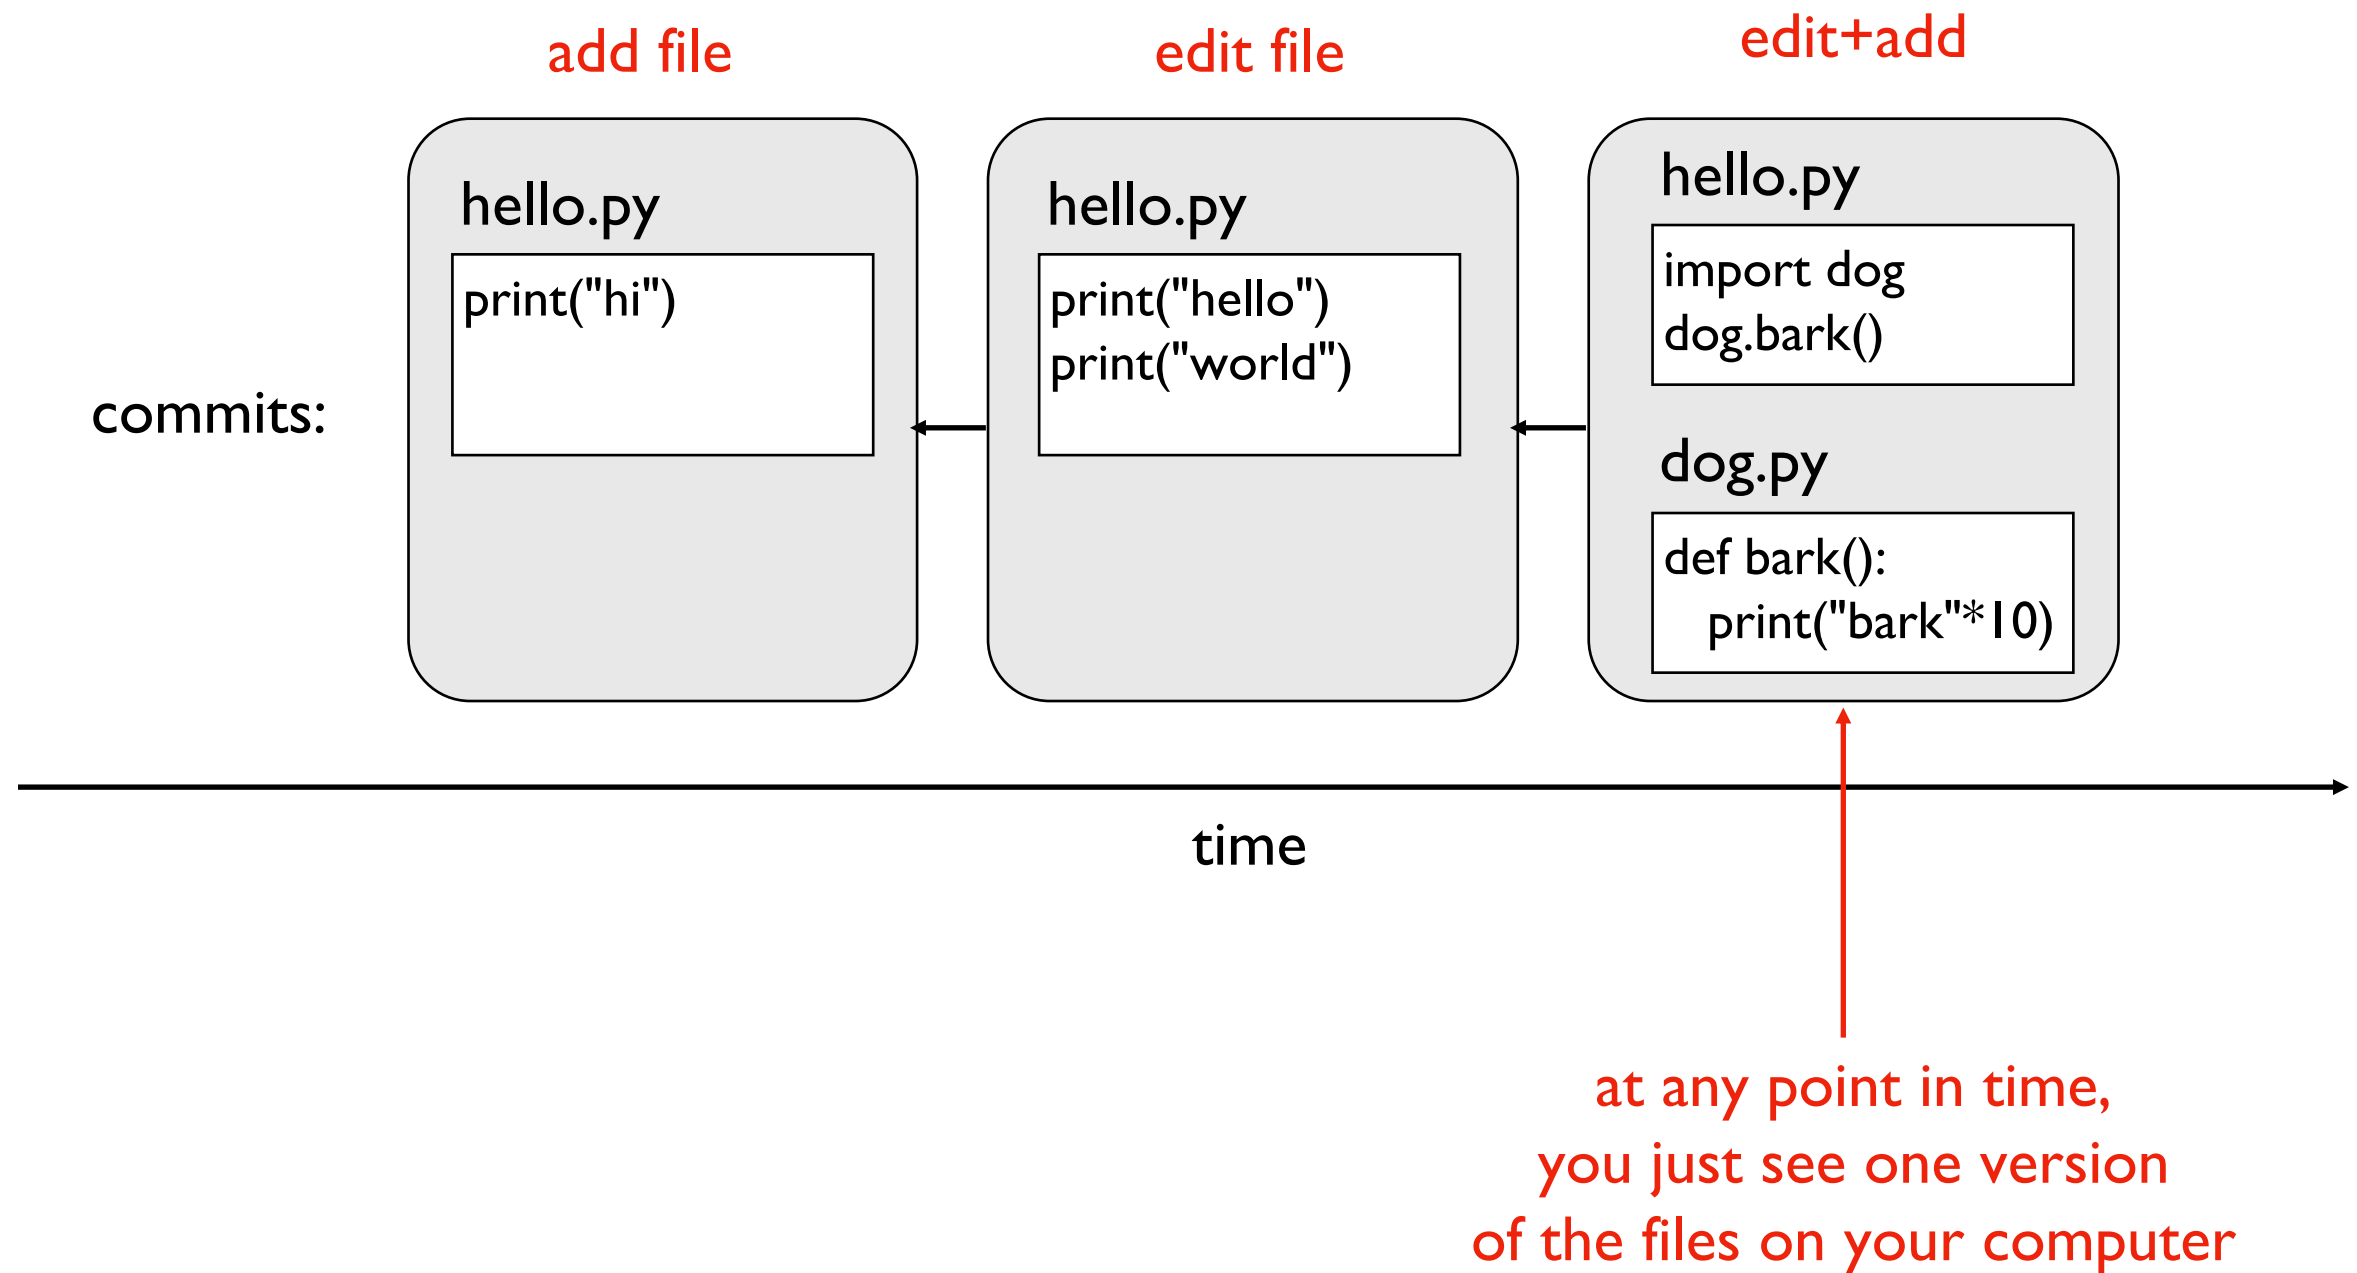 add file
edit file
edit+add
commits:
hello.py
print("hi")
hello.py
print("hello")
print("world")
hello.py
import dog
dog.bark()
dog.py
def bark():
print("bark"*10)
time
at any point in time,
you just see one version
of the files on your computer